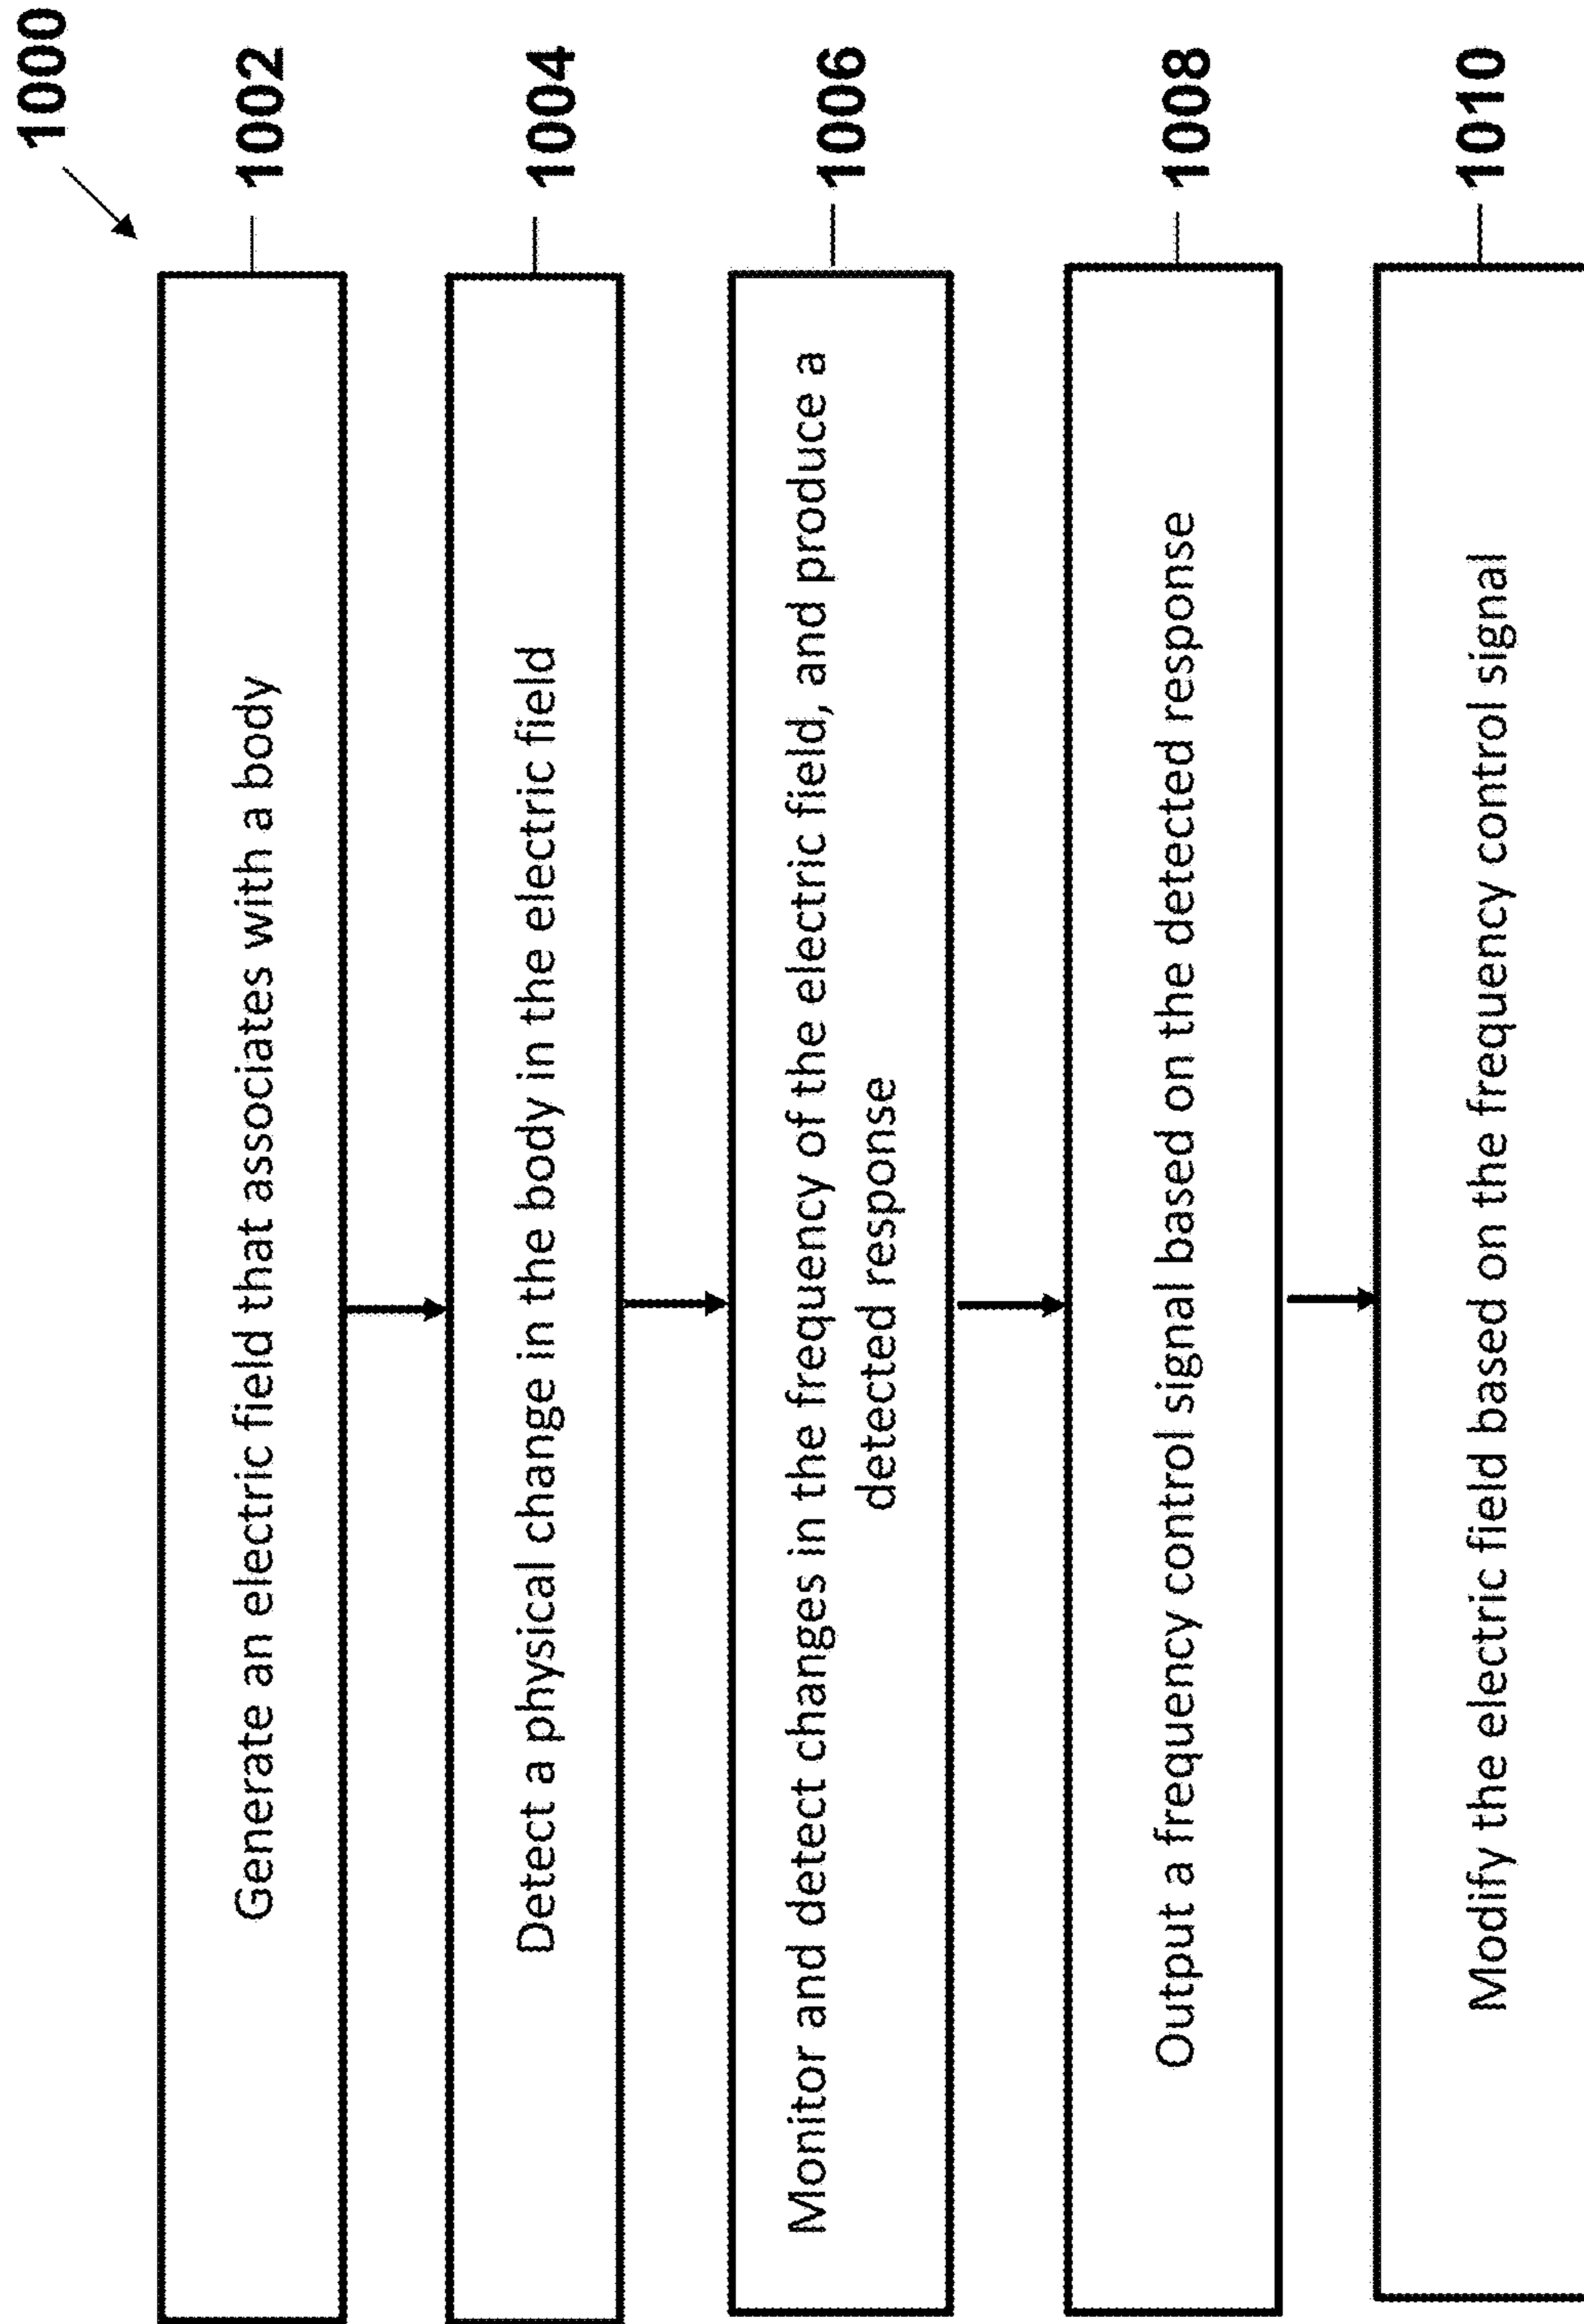 1000
Generate an electric field that associates with a body
1002
Detect a physical change in the body in the electric field
1004
Monitor and detect changes in the frequency of the electric field, and produce a
detected response
1006
Output a frequency control signal based on the detected response
1008
Modify the electric field based on the frequency control signal
1010